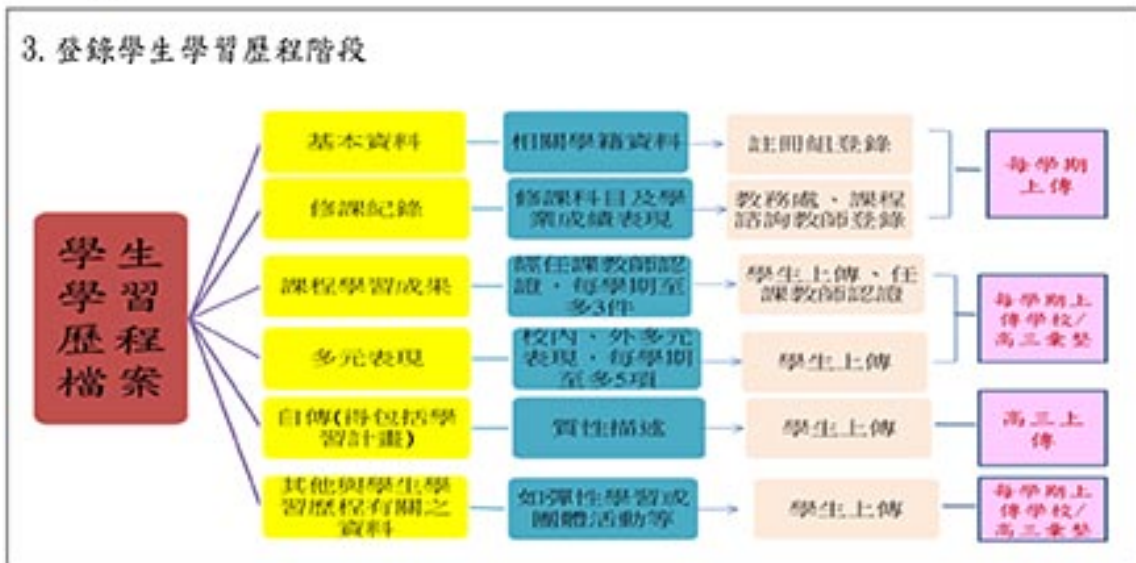 3. 登錄學生學習歷程階段
學生
學習
歷程
檔案
基本資料
相關學籍資料
註冊組登錄
每學期
上傳
修課紀錄
修課科目及學
業成績表現
教務處、課程
諮詢教師登錄
課程學習成果
經任課教師認
證，每學期至
多3件
學生上傳、任
課教師認證
每學期上
傳學校/
高三彙整
多元表現
校內、外多元
表現，每學期
至多5項
學生上傳
自傳(得包括學
習計畫)
質性描述
學生上傳
高三上
傳
其他與學生學
習歷程有關之
資料
如彈性學習或
團體活動等
學生上傳
每學期上
傳學校/
高三彙整